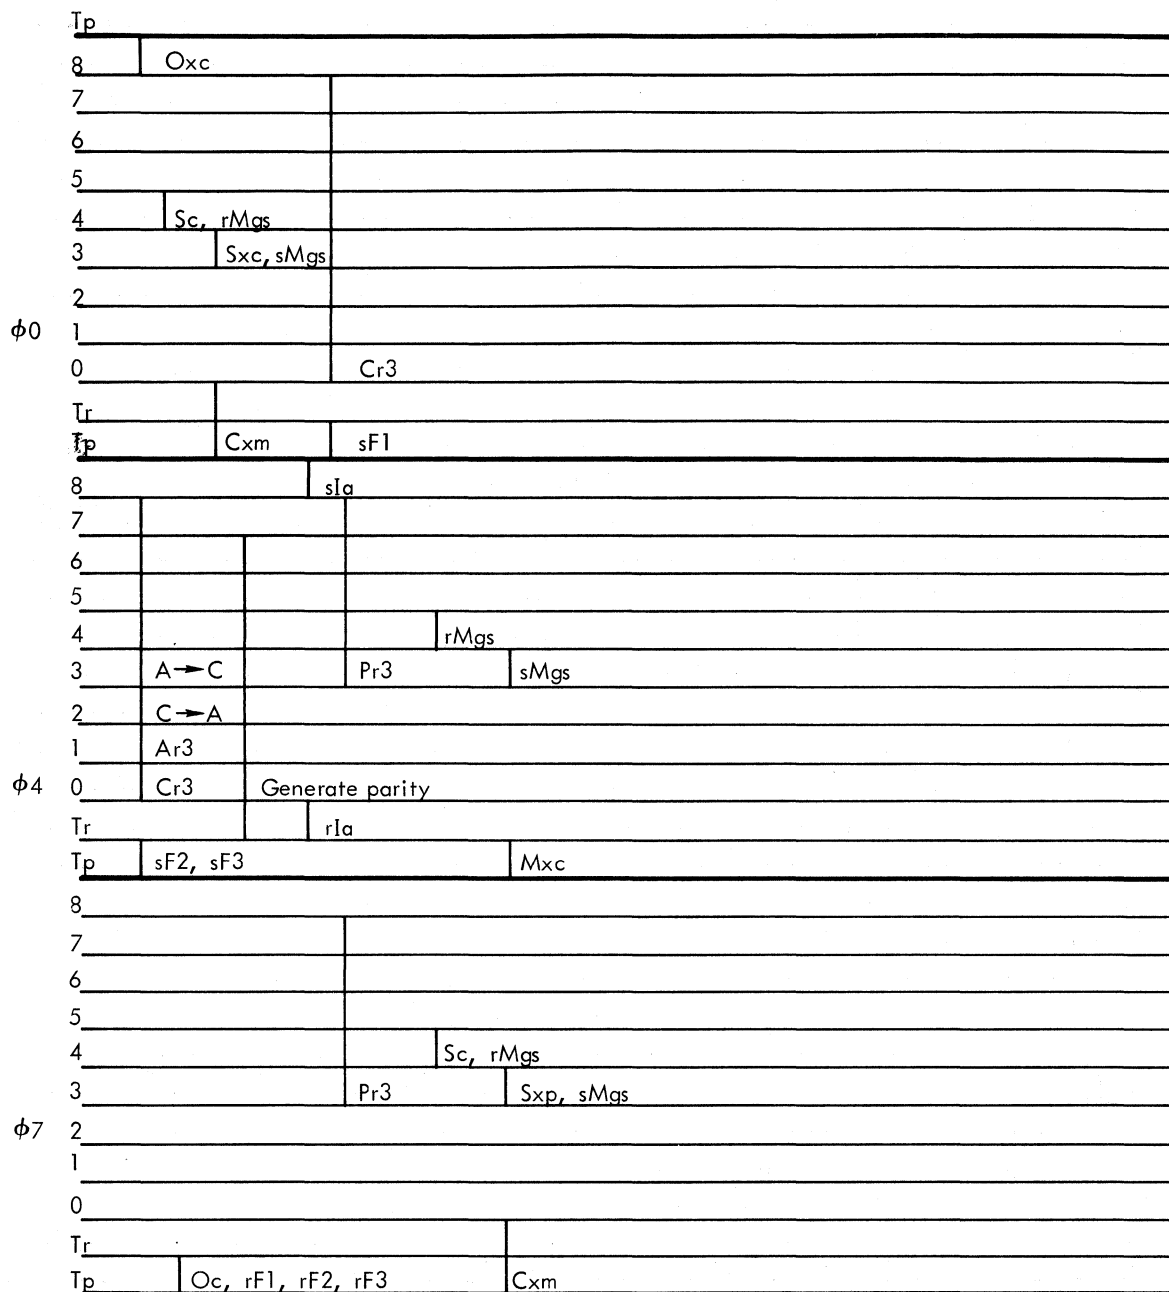 Tp
8 Oxc
7
6
5
4 Sc, rMgs
3 Sxc, sMgs
2
ϕ0 1
0 Cr3
Tr
Tp Cxm sF1
8 sIa
7
6
5
4 rMgs
3 A→C Pr3 sMgs
2 C→A
1 Ar3
ϕ4 0 Cr3 Generate parity
Tr rIa
Tp sF2, sF3 Mxc
8
7
6
5
4 Sc, rMgs
3 Pr3 Sxp, sMgs
ϕ7 2
1
0
Tr
Tp Oc, rF1, rF2, rF3 Cxm